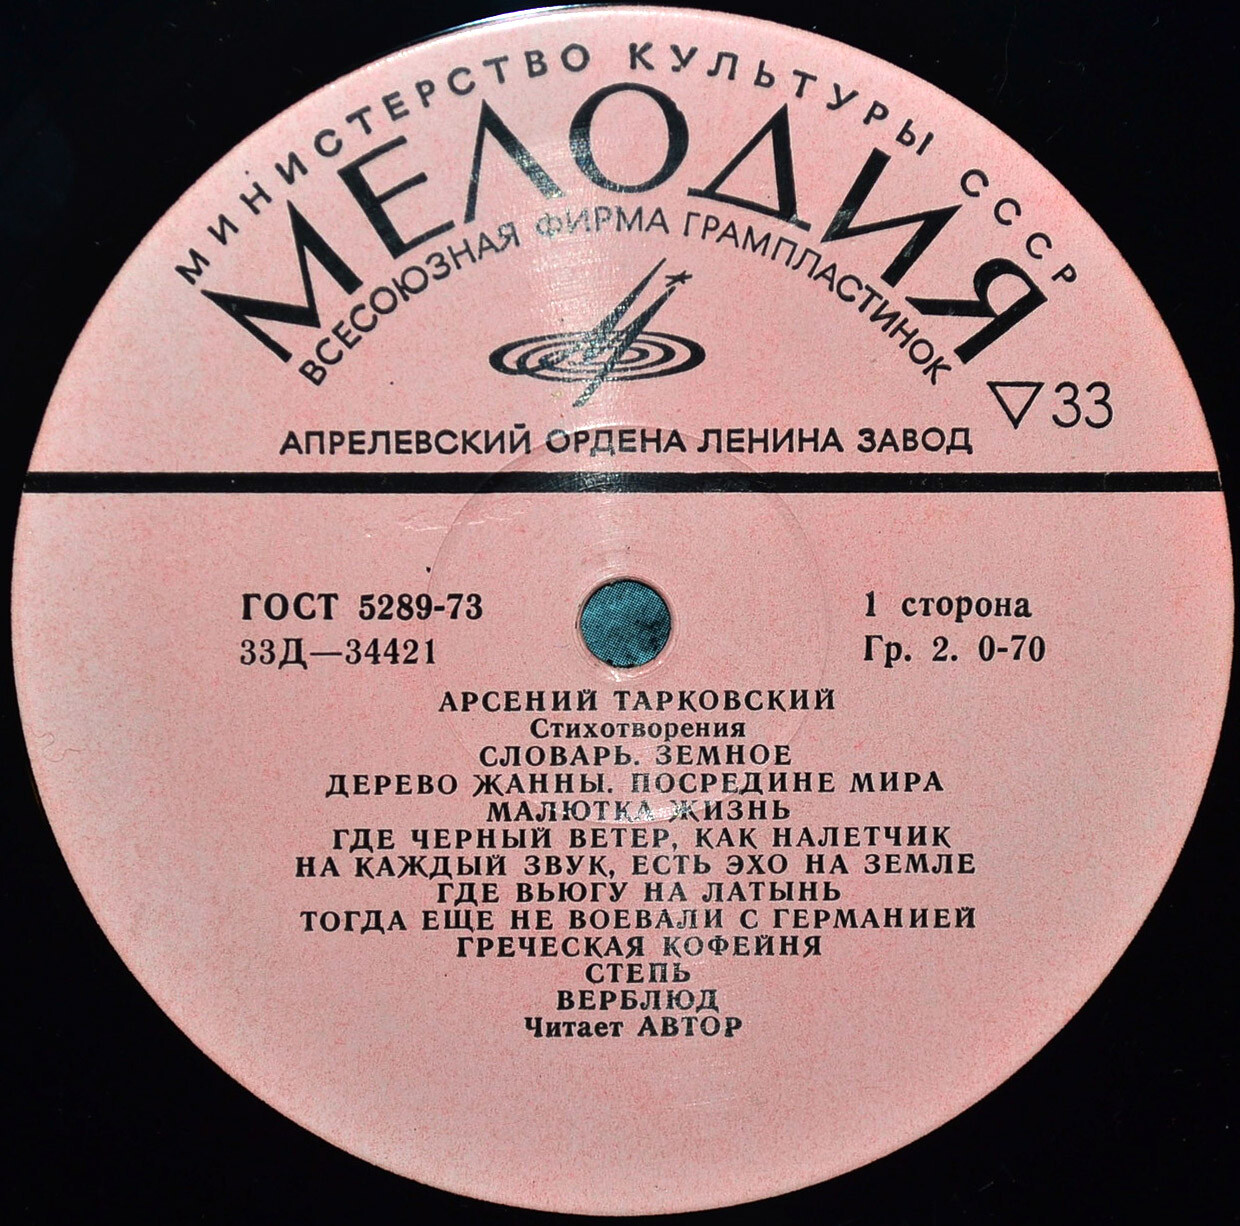 МИНИСТЕРСТВО КУЛЬТУРЫ СССР
МЕЛОДИЯ
ВСЕСОЮЗНАЯ ФИРМА ГРАМПЛАСТИНОК
33
АПРЕЛЕВСКИЙ ОРДЕНА ЛЕНИНА ЗАВОД
ГОСТ 5289-73
33Д—34421
1 сторона
Гр. 2. 0-70
АРСЕНИЙ ТАРКОВСКИЙ
Стихотворения
СЛОВАРЬ. ЗЕМНОЕ
ДЕРЕВО ЖАННЫ. ПОСРЕДИНЕ МИРА
МАЛЮТКА ЖИЗНЬ
ГДЕ ЧЕРНЫЙ ВЕТЕР, КАК НАЛЕТЧИК
НА КАЖДЫЙ ЗВУК, ЕСТЬ ЭХО НА ЗЕМЛЕ
ГДЕ ВЬЮГУ НА ЛАТЫНЬ
ТОГДА ЕЩЕ НЕ ВОЕВАЛИ С ГЕРМАНИЕЙ
ГРЕЧЕСКАЯ КОФЕЙНЯ
СТЕПЬ
ВЕРБЛЮД
Читает АВТОР